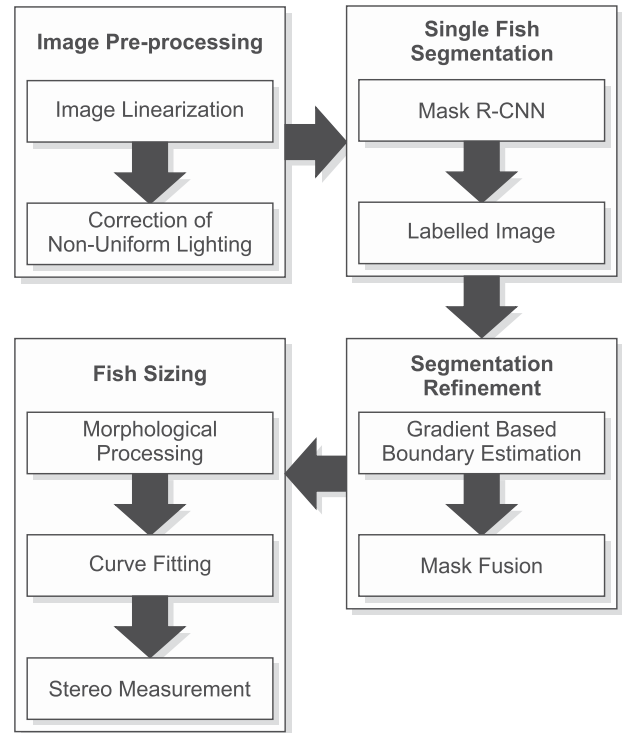 Image Pre-processing
Image Linearization
Correction of
Non-Uniform Lighting
Single Fish
Segmentation
Mask R-CNN
Labelled Image
Segmentation
Refinement
Gradient Based
Boundary Estimation
Mask Fusion
Fish Sizing
Morphological
Processing
Curve Fitting
Stereo Measurement